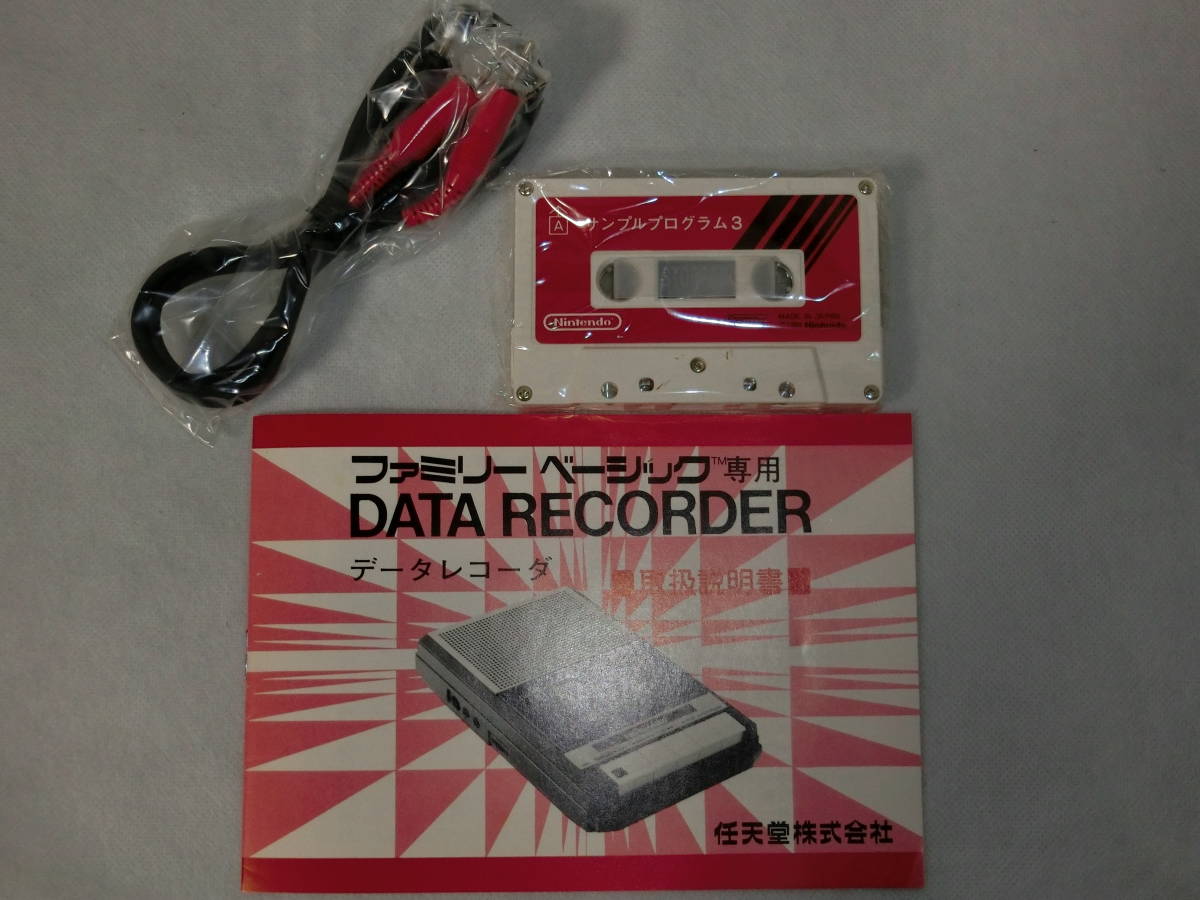 A サンプルプログラム3
Nintendo
MADE IN JAPAN
Nintendo
ファミリー ベーシック™専用
DATA RECORDER
データレコーダ
取扱説明書
任天堂株式会社